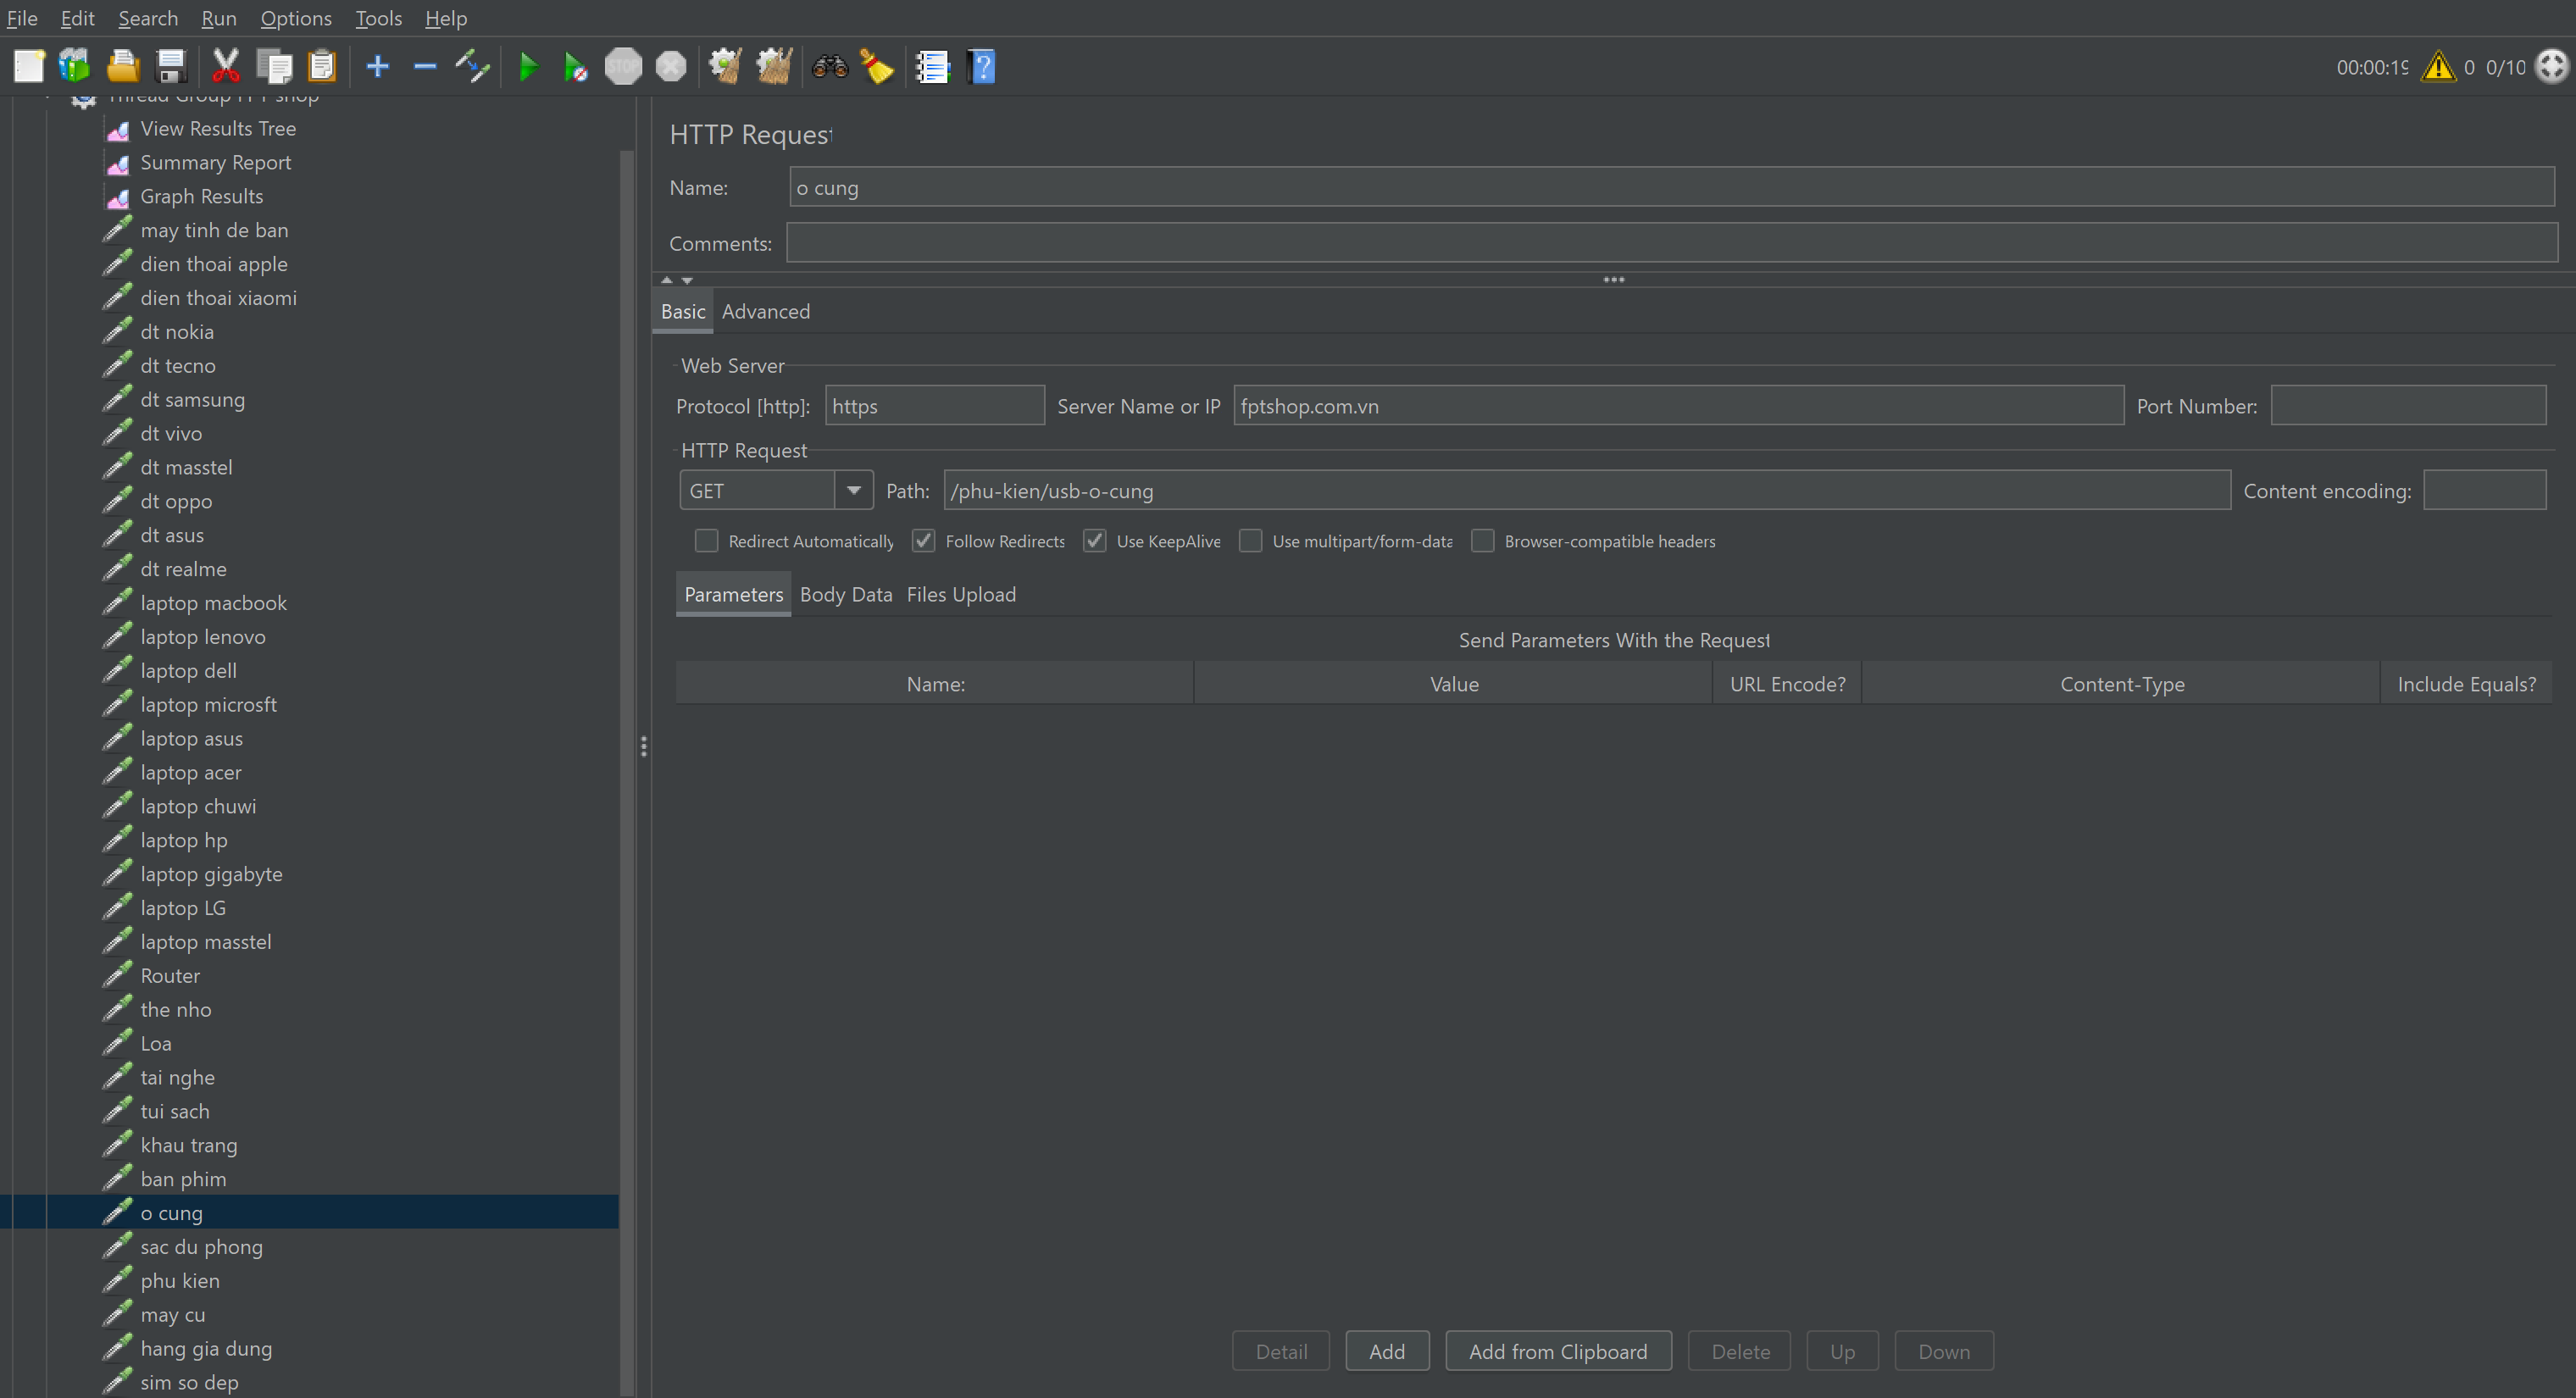 File Edit Search Run Options Tools Help
00:00:19 0 0/10
Thread Group FPT shop
View Results Tree
Summary Report
Graph Results
may tinh de ban
dien thoai apple
dien thoai xiaomi
dt nokia
dt tecno
dt samsung
dt vivo
dt masstel
dt oppo
dt asus
dt realme
laptop macbook
laptop lenovo
laptop dell
laptop microsft
laptop asus
laptop acer
laptop chuwi
laptop hp
laptop gigabyte
laptop LG
laptop masstel
Router
the nho
Loa
tai nghe
tui sach
khau trang
ban phim
o cung
sac du phong
phu kien
may cu
hang gia dung
sim so dep
HTTP Request
Name: o cung
Comments:
Basic Advanced
Web Server
Protocol [http]: https Server Name or IP fptshop.com.vn Port Number:
HTTP Request
GET Path: /phu-kien/usb-o-cung Content encoding:
Redirect Automatically Follow Redirects Use KeepAlive Use multipart/form-data Browser-compatible headers
Parameters Body Data Files Upload
Send Parameters With the Request
Name: Value URL Encode? Content-Type Include Equals?
Detail Add Add from Clipboard Delete Up Down